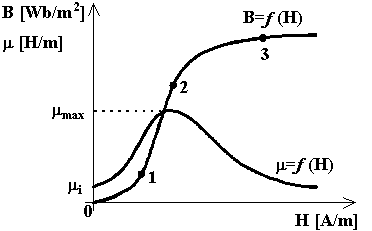 B [Wb/m²]
μ [H/m]
B=f (H)
3
2
μmax
μ=f (H)
1
μi
0
H [A/m]